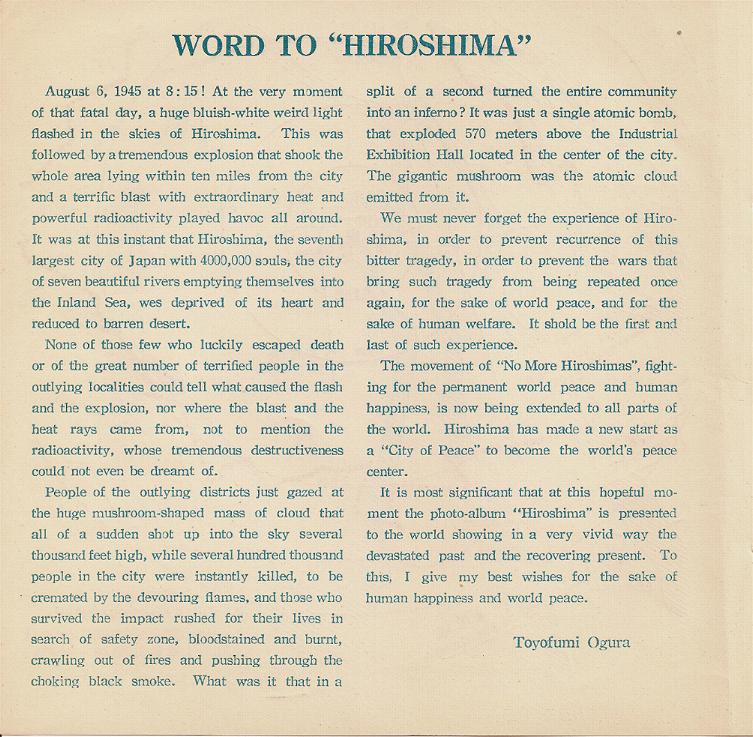 WORD TO “HIROSHIMA”
August 6, 1945 at 8:15! At the very moment
of that fatal day, a huge bluish-white weird light
flashed in the skies of Hiroshima. This was
followed by a tremendous explosion that shook the
whole area lying within ten miles from the city
and a terrific blast with extraordinary heat and
powerful radioactivity played havoc all around.
It was at this instant that Hiroshima, the seventh
largest city of Japan with 4000,000 souls, the city
of seven beautiful rivers emptying themselves into
the Inland Sea, wes deprived of its heart and
reduced to barren desert.
None of those few who luckily escaped death
or of the great number of terrified people in the
outlying localities could tell what caused the flash
and the explosion, nor where the blast and the
heat rays came from, not to mention the
radioactivity, whose tremendous destructiveness
could not even be dreamt of.
People of the outlying districts just gazed at
the huge mushroom-shaped mass of cloud that
all of a sudden shot up into the sky several
thousand feet high, while several hundred thousand
people in the city were instantly killed, to be
cremated by the devouring flames, and those who
survived the impact rushed for their lives in
search of safety zone, bloodstained and burnt,
crawling out of fires and pushing through the
choking black smoke. What was it that in a
split of a second turned the entire community
into an inferno? It was just a single atomic bomb,
that exploded 570 meters above the Industrial
Exhibition Hall located in the center of the city.
The gigantic mushroom was the atomic cloud
emitted from it.
We must never forget the experience of Hiro-
shima, in order to prevent recurrence of this
bitter tragedy, in order to prevent the wars that
bring such tragedy from being repeated once
again, for the sake of world peace, and for the
sake of human welfare. It shold be the first and
last of such experience.
The movement of “No More Hiroshimas”, fight-
ing for the permanent world peace and human
happiness, is now being extended to all parts of
the world. Hiroshima has made a new start as
a “City of Peace” to become the world’s peace
center.
It is most significant that at this hopeful mo-
ment the photo-album “Hiroshima” is presented
to the world showing in a very vivid way the
devastated past and the recovering present. To
this, I give my best wishes for the sake of
human happiness and world peace.
Toyofumi Ogura